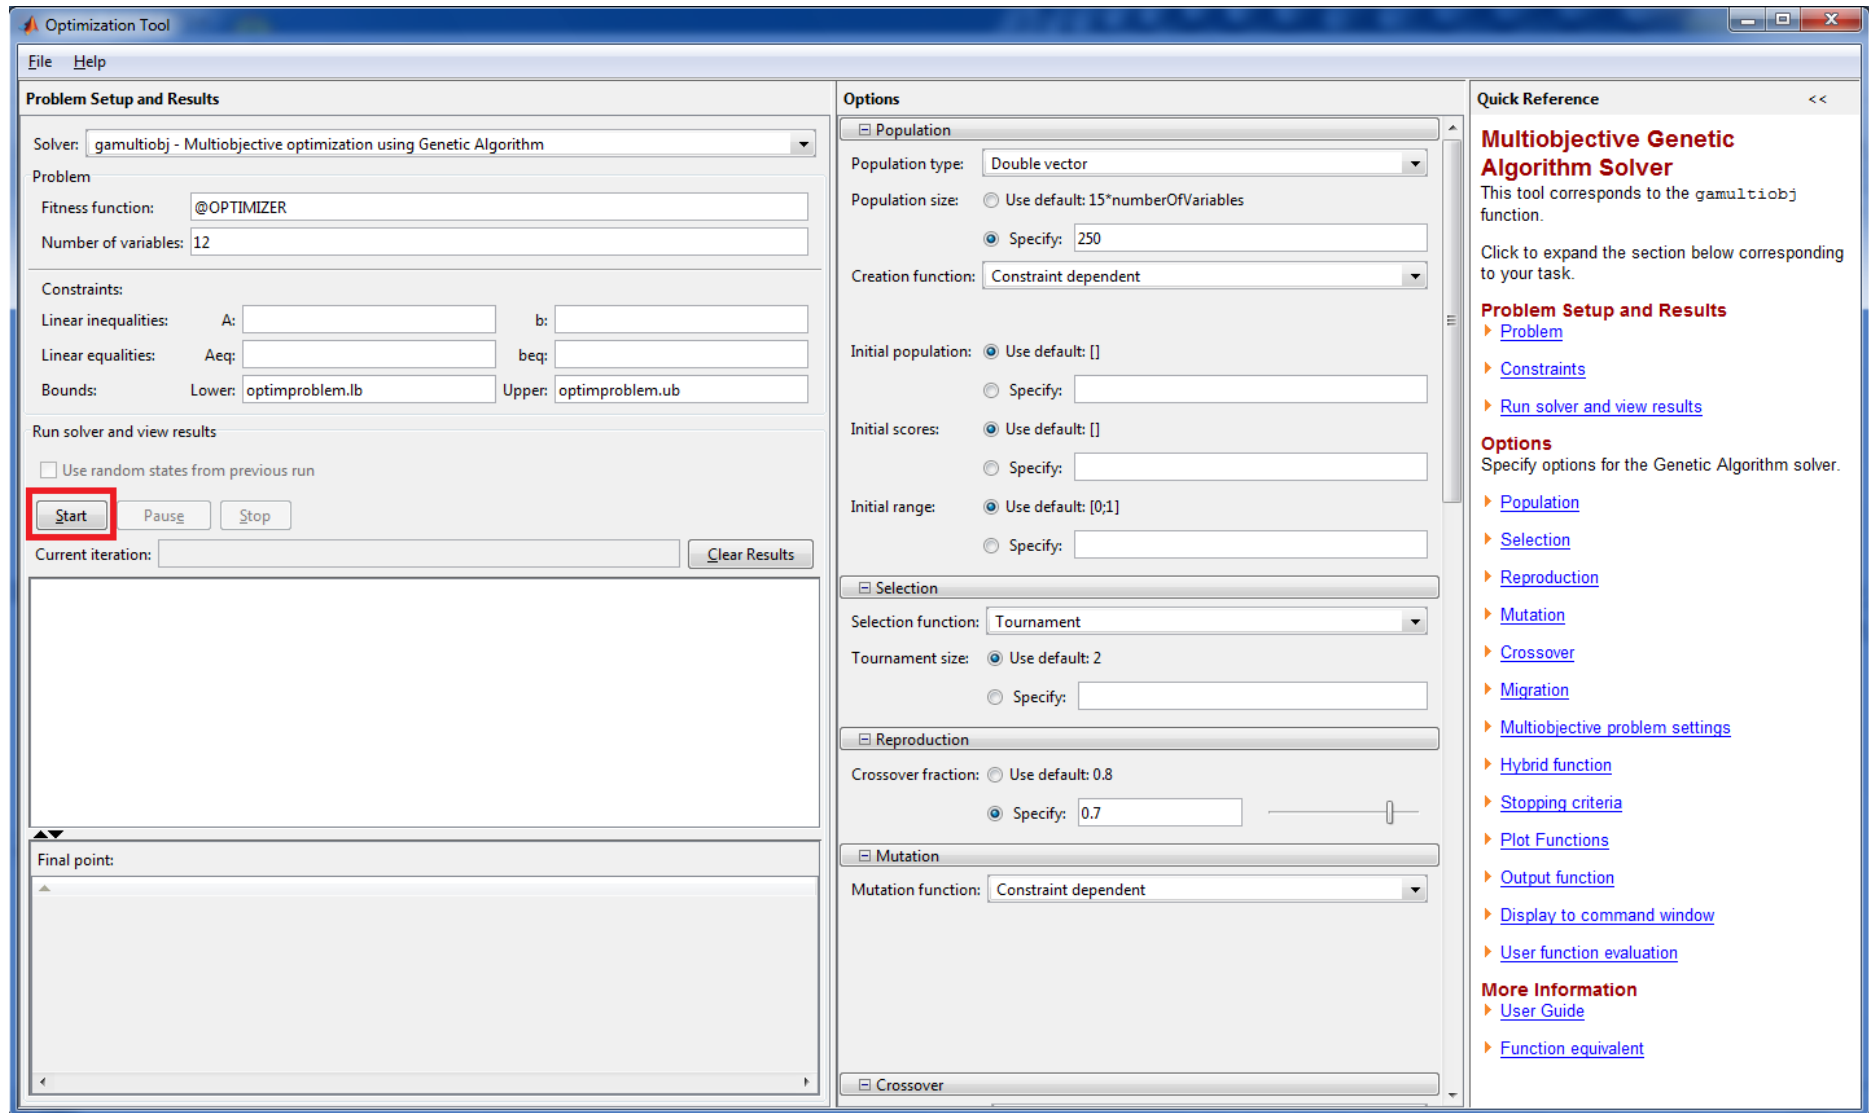 Optimization Tool
File Help
Problem Setup and Results
Solver: gamultiobj - Multiobjective optimization using Genetic Algorithm
Problem
Fitness function: @OPTIMIZER
Number of variables: 12
Constraints:
Linear inequalities: A: b:
Linear equalities: Aeq: beq:
Bounds: Lower: optimproblem.lb Upper: optimproblem.ub
Run solver and view results
Use random states from previous run
Start Pause Stop
Current iteration: Clear Results
Final point:
Options
Population
Population type: Double vector
Population size: Use default: 15*numberOfVariables
Specify: 250
Creation function: Constraint dependent
Initial population: Use default: []
Specify:
Initial scores: Use default: []
Specify:
Initial range: Use default: [0;1]
Specify:
Selection
Selection function: Tournament
Tournament size: Use default: 2
Specify:
Reproduction
Crossover fraction: Use default: 0.8
Specify: 0.7
Mutation
Mutation function: Constraint dependent
Crossover
Quick Reference <<
Multiobjective Genetic
Algorithm Solver
This tool corresponds to the gamultiobj
function.
Click to expand the section below corresponding
to your task.
Problem Setup and Results
Problem
Constraints
Run solver and view results
Options
Specify options for the Genetic Algorithm solver.
Population
Selection
Reproduction
Mutation
Crossover
Migration
Multiobjective problem settings
Hybrid function
Stopping criteria
Plot Functions
Output function
Display to command window
User function evaluation
More Information
User Guide
Function equivalent